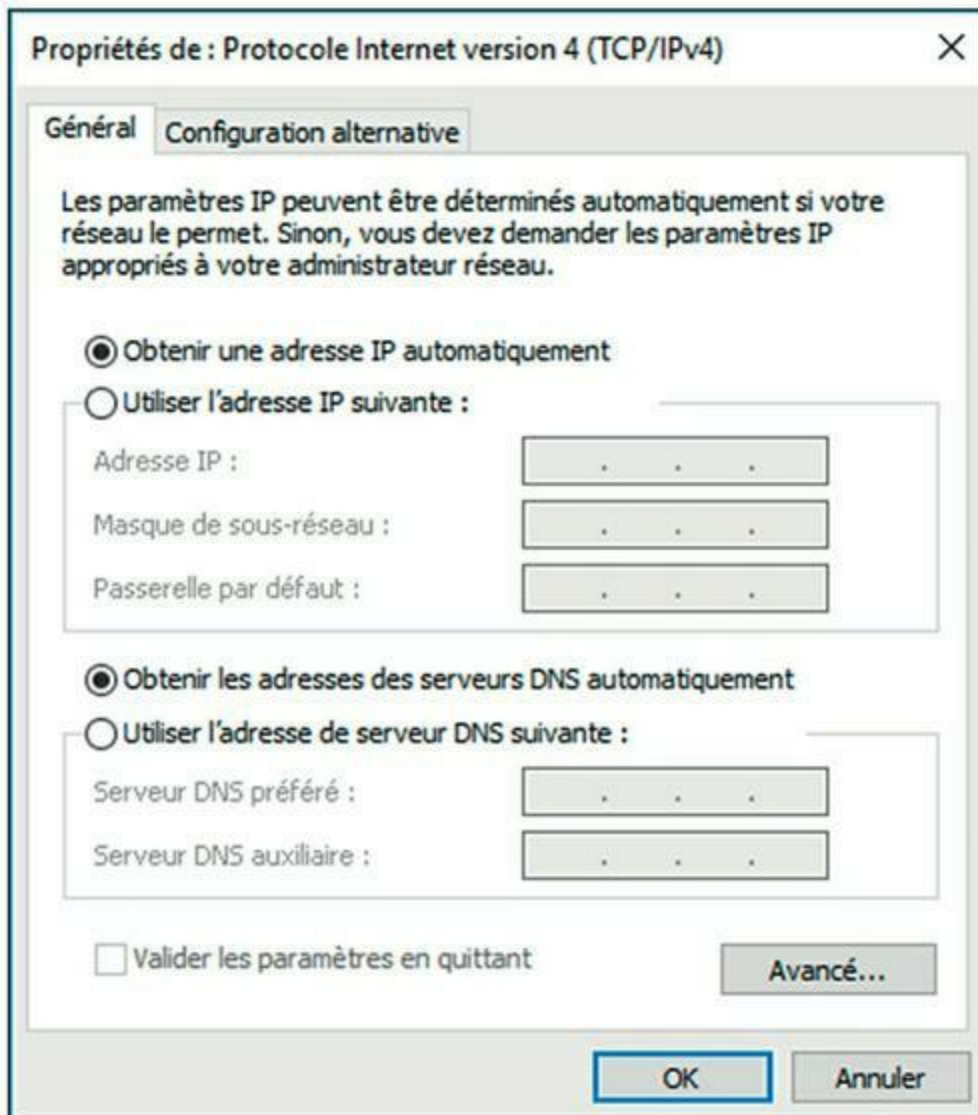 Propriétés de : Protocole Internet version 4 (TCP/IPv4)
Général
Configuration alternative
Les paramètres IP peuvent être déterminés automatiquement si votre
réseau le permet. Sinon, vous devez demander les paramètres IP
appropriés à votre administrateur réseau.
Obtenir une adresse IP automatiquement
Utiliser l'adresse IP suivante :
Adresse IP :
Masque de sous-réseau :
Passerelle par défaut :
Obtenir les adresses des serveurs DNS automatiquement
Utiliser l'adresse de serveur DNS suivante :
Serveur DNS préféré :
Serveur DNS auxiliaire :
Valider les paramètres en quittant
Avancé...
OK
Annuler